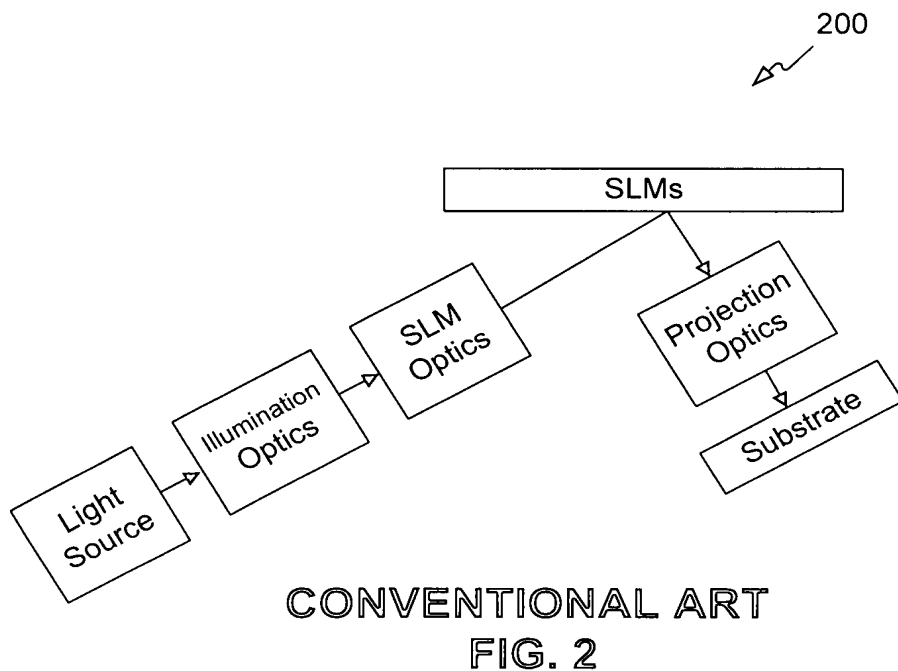 200
SLMs
SLM
Optics
Projection
Optics
Illumination
Optics
Substrate
Light
Source
CONVENTIONAL ART
FIG. 2